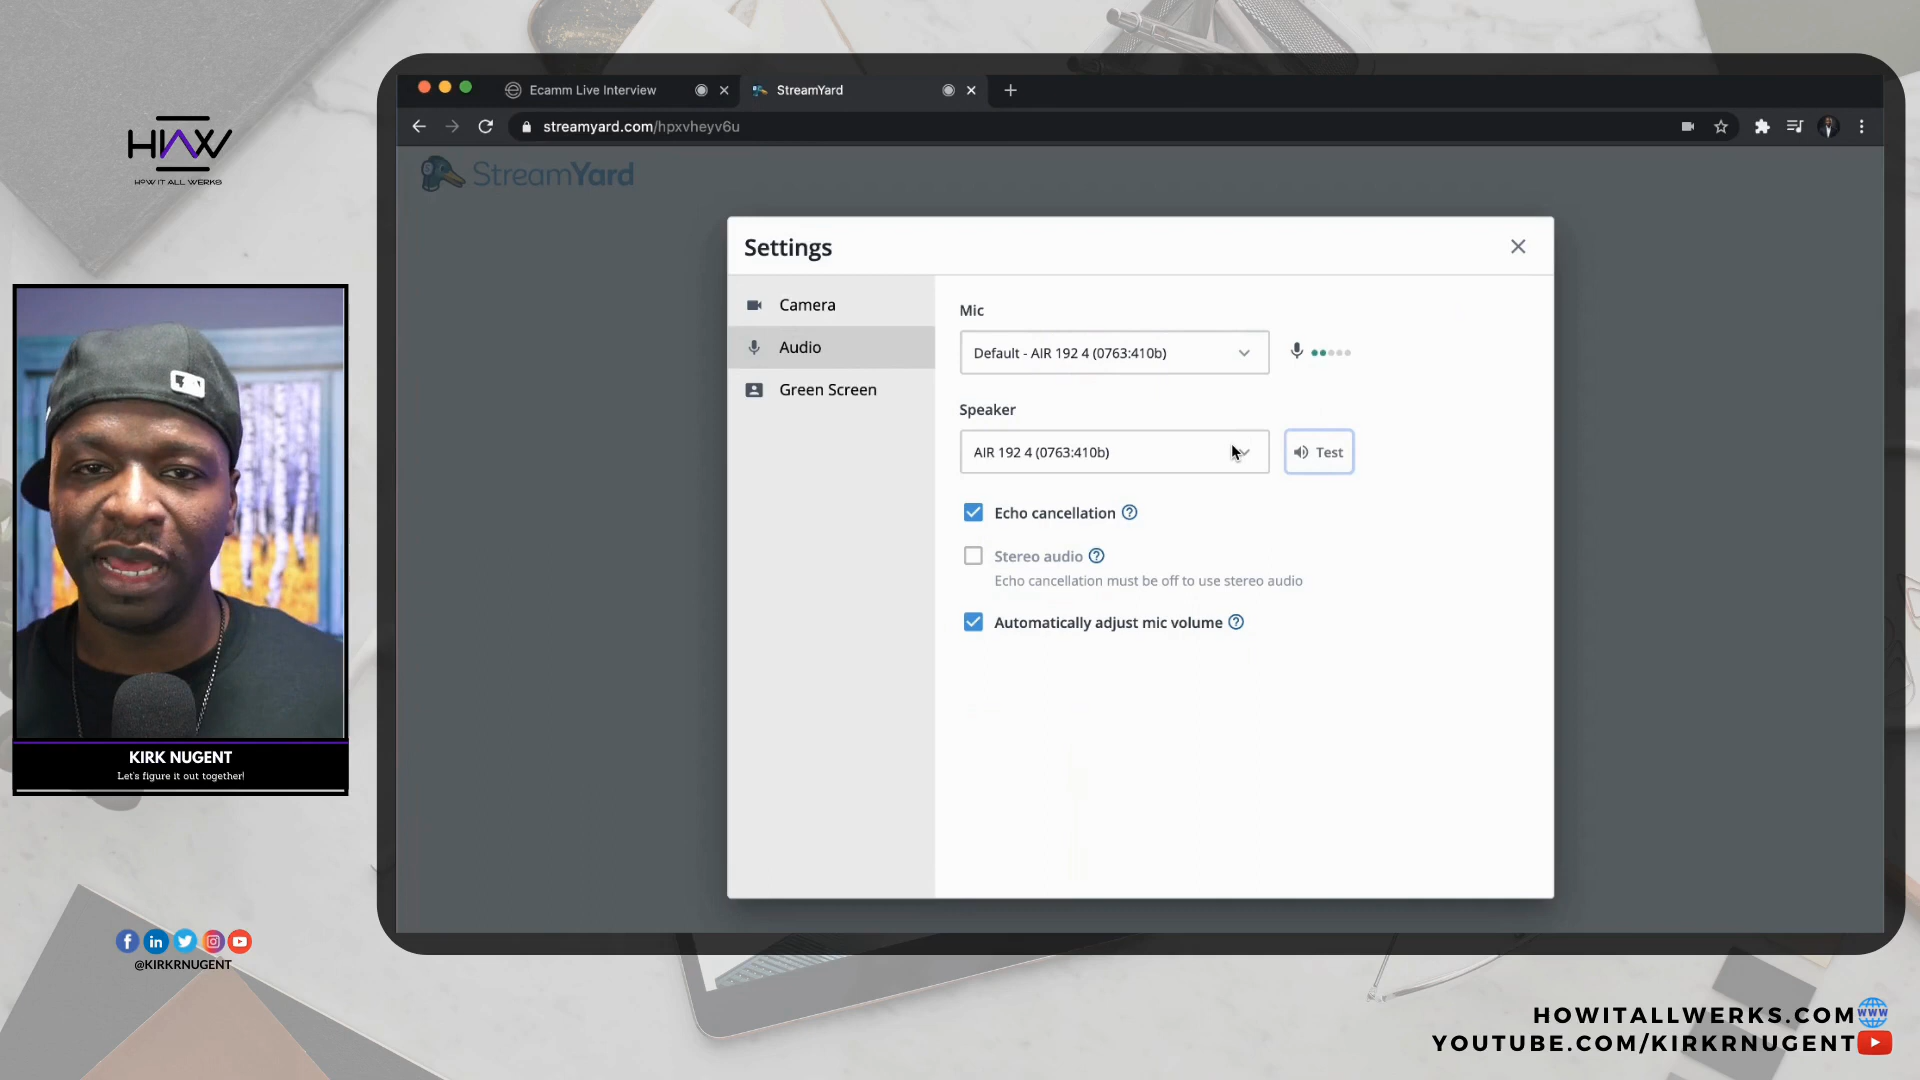 Ecamm Live Interview
StreamYard
streamyard.com/hpxvheyv6u
HIAW
HOW IT ALL WERKS
StreamYard
Settings
Camera
Audio
Green Screen
Mic
Default - AIR 192 4 (0763:410b)
Speaker
AIR 192 4 (0763:410b)
Test
Echo cancellation
Stereo audio
Echo cancellation must be off to use stereo audio
Automatically adjust mic volume
KIRK NUGENT
Let's figure it out together!
@KIRKRNUGENT
HOWITALLWERKS.COM
YOUTUBE.COM/KIRKRNUGENT